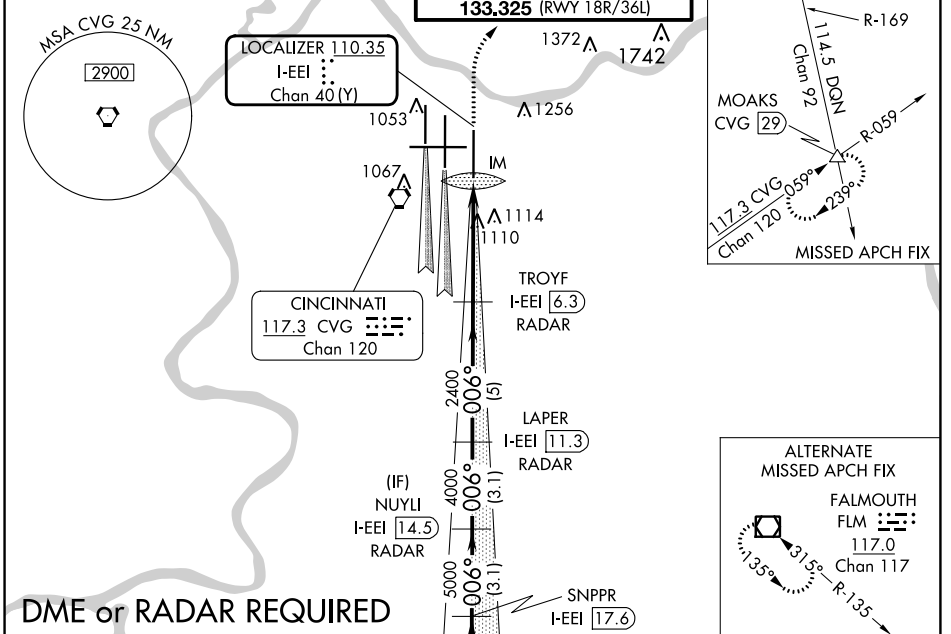 133.325 (RWY 18R/36L)
MSA CVG 25 NM
2900
LOCALIZER 110.35
I-EEI
Chan 40 (Y)
1372
1742
1053
1256
1067
IM
1114
1110
CINCINNATI
117.3 CVG
Chan 120
TROYF
I-EEI 6.3
RADAR
2400
006°
(5)
LAPER
I-EEI 11.3
RADAR
4000
006°
(3.1)
(IF)
NUYLI
I-EEI 14.5
RADAR
5000
006°
(3.1)
SNPPR
I-EEI 17.6
DME or RADAR REQUIRED
R-169
114.5 DQN
Chan 92
MOAKS
CVG 29
R-059
059°
239°
117.3 CVG
Chan 120
MISSED APCH FIX
ALTERNATE
MISSED APCH FIX
FALMOUTH
FLM
117.0
Chan 117
315°
135°
R-135